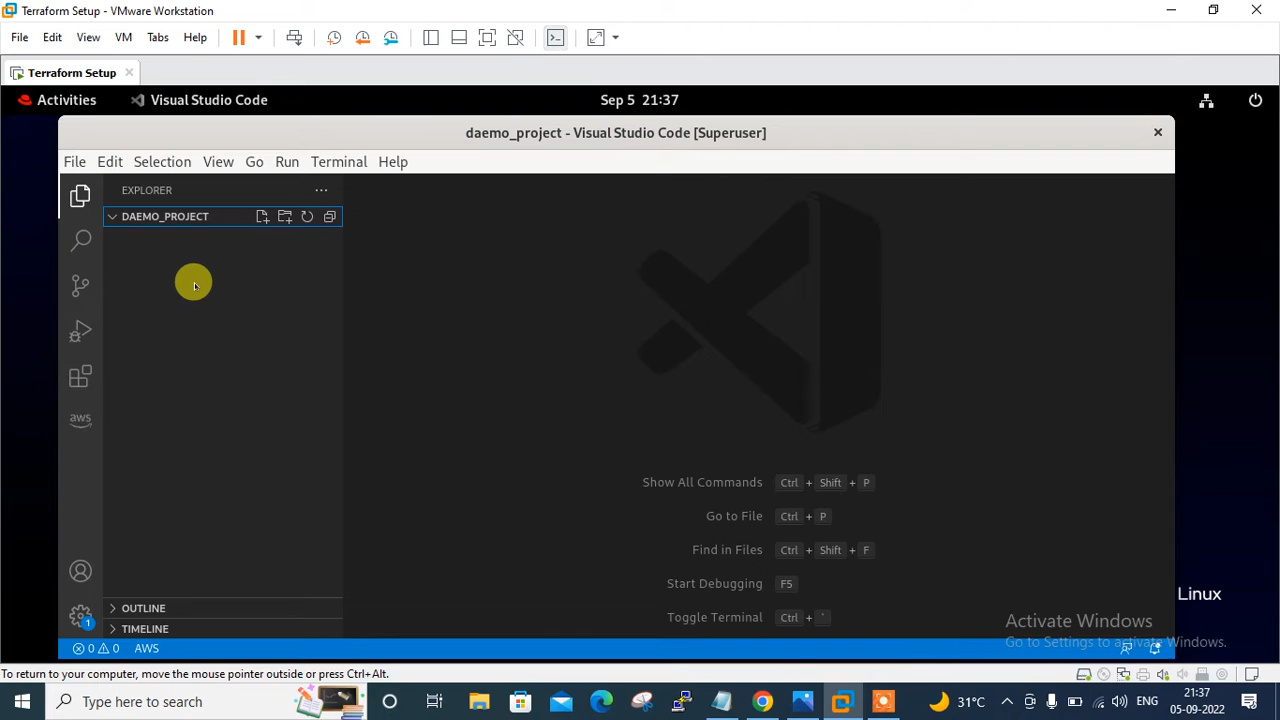 Terraform Setup - VMware Workstation
File Edit View VM Tabs Help
Terraform Setup
Activities Visual Studio Code Sep 5 21:37
daemo_project - Visual Studio Code [Superuser]
File Edit Selection View Go Run Terminal Help
EXPLORER
DAEMO_PROJECT
aws
Show All Commands Ctrl + Shift + P
Go to File Ctrl + P
Find in Files Ctrl + Shift + F
Start Debugging F5
Toggle Terminal Ctrl + `
Linux
OUTLINE
TIMELINE
1
Activate Windows
Go to Settings to activate Windows.
0 0 AWS
To return to your computer, move the mouse pointer outside or press Ctrl+Alt.
Type here to search
31°C ENG 21:37
05-09-2022